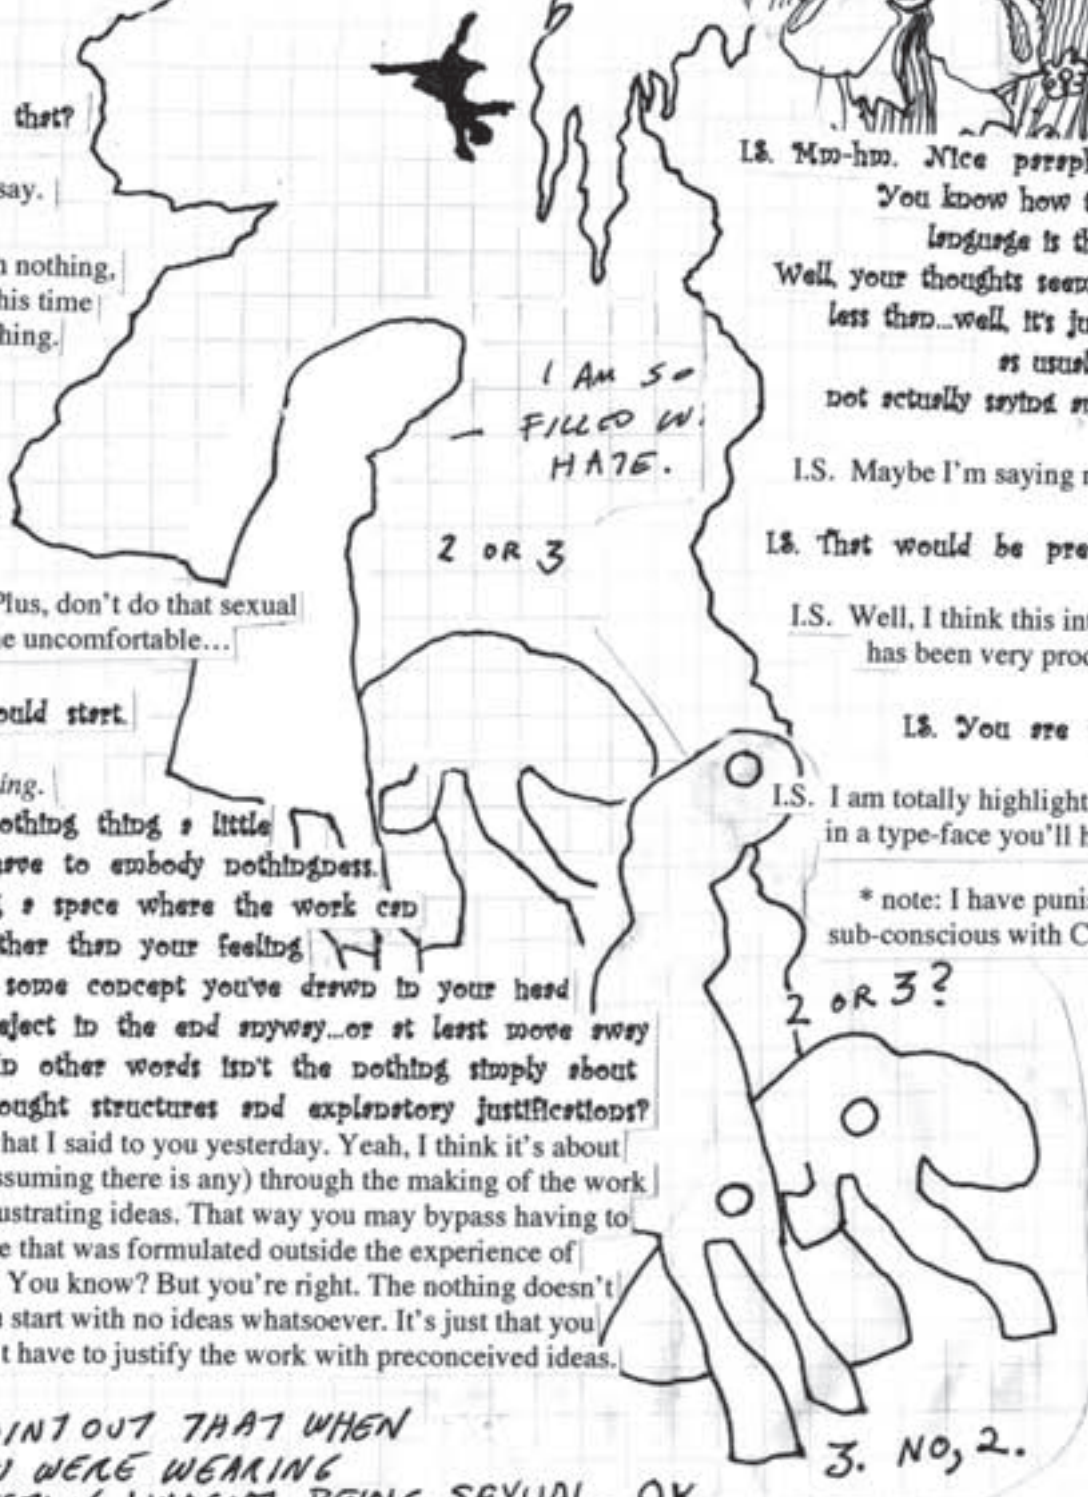 that?
say.
nothing,
his time
hing.
Plus, don't do that sexual
uncomfortable...
ould start.
ing.
othing thing a little
ave to embody nothingness.
a space where the work can
ther than your feeling
some concept you've drawn in your head
eject in the end anyway...or at least move away
other words isn't the nothing simply about
ought structures and explanatory justifications?
hat I said to you yesterday. Yeah, I think it's about
ssuming there is any) through the making of the work
ustrating ideas. That way you may bypass having to
e that was formulated outside the experience of
You know? But you're right. The nothing doesn't
start with no ideas whatsoever. It's just that you
t have to justify the work with preconceived ideas.
OINT OUT THAT WHEN
WERE WEARING
BEING SEXUAL. OK
I AM SO
— FILLED W.
HATE.
2 OR 3
2 OR 3?
3. NO, 2.
I.S. Mm-hm. Nice paraph
You know how
language is th
Well, your thoughts seem
less than...well, it's ju
as usual
not actually saying
I.S. Maybe I'm saying
I.S. That would be pre
I.S. Well, I think this int
has been very proc
I.S. You are
I.S. I am totally highlight
in a type-face you'll h
* note: I have puni
sub-conscious with C